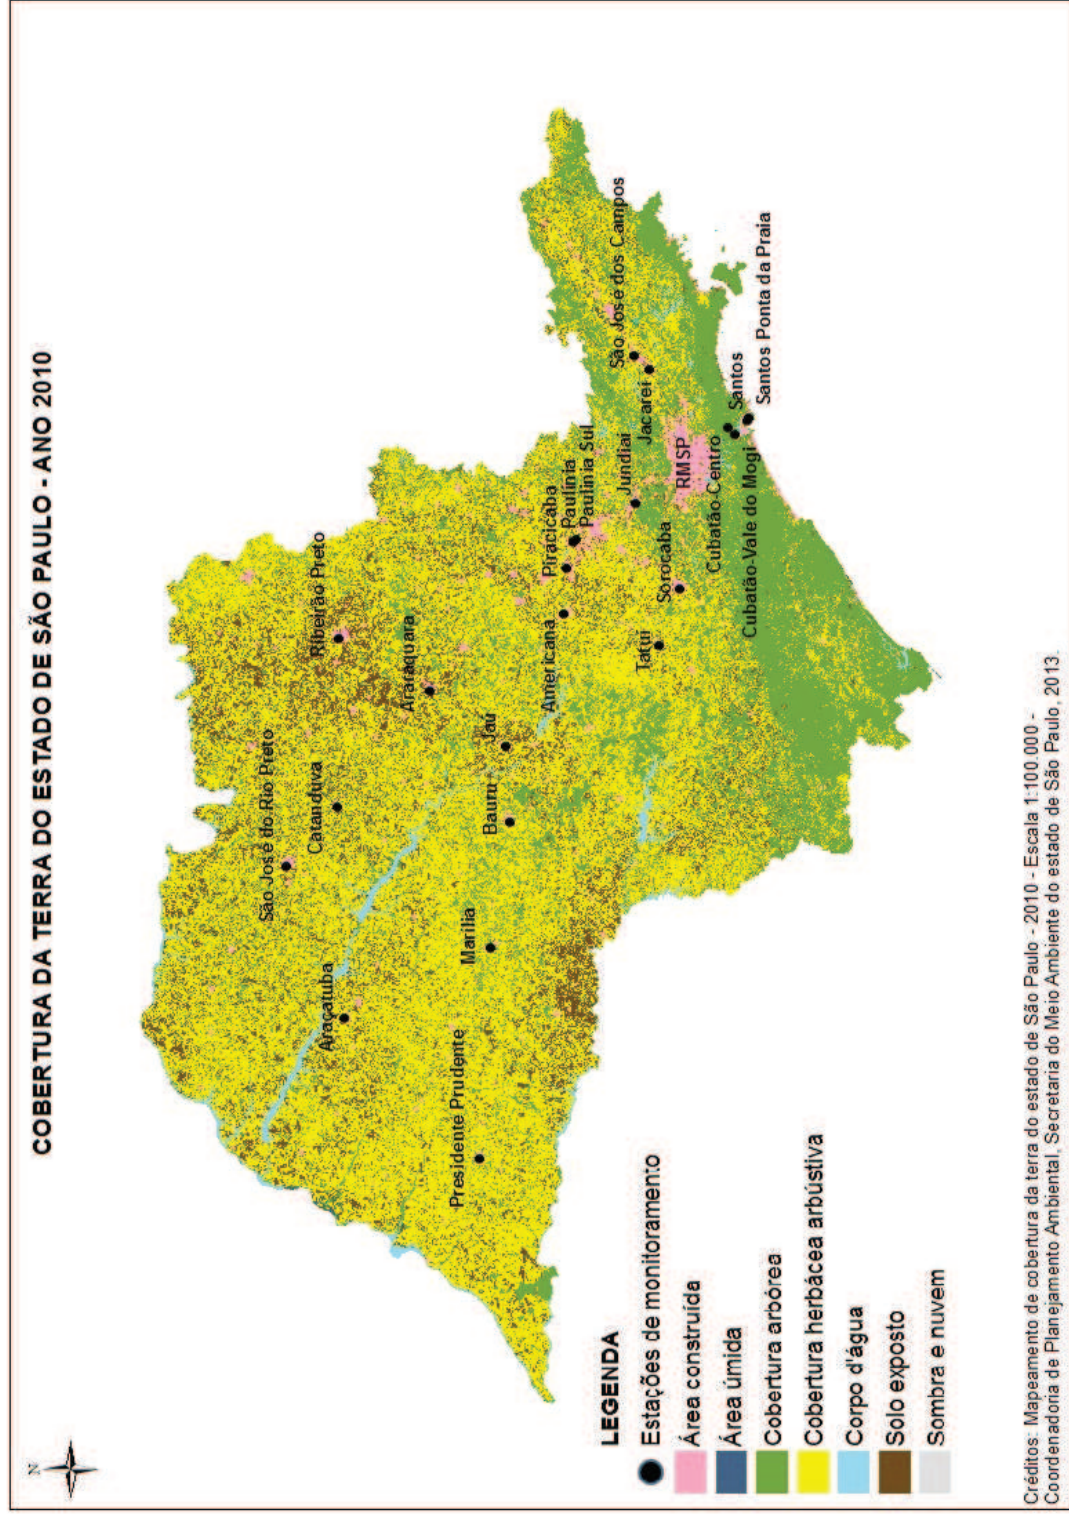 COBERTURA DA TERRA DO ESTADO DE SÃO PAULO - ANO 2010
N
São José do Rio Preto
Ribeirão Preto
Catanduva
Araçatuba
Araraquara
Jaú
Bauru
Marília
Presidente Prudente
Americana
Piracicaba
Paulínia
Paulínia Sul
Jundiaí
São José dos Campos
Jacareí
Tatuí
Sorocaba
RMSP
Cubatão-Centro
Cubatão-Vale do Mogi
Santos
Santos Ponta da Praia
LEGENDA
Estações de monitoramento
Área construída
Área úmida
Cobertura arbórea
Cobertura herbácea arbústiva
Corpo d'água
Solo exposto
Sombra e nuvem
Créditos: Mapeamento de cobertura da terra do estado de São Paulo - 2010 - Escala 1:100.000 -
Coordenadoria de Planejamento Ambiental, Secretaria do Meio Ambiente do estado de São Paulo, 2013.